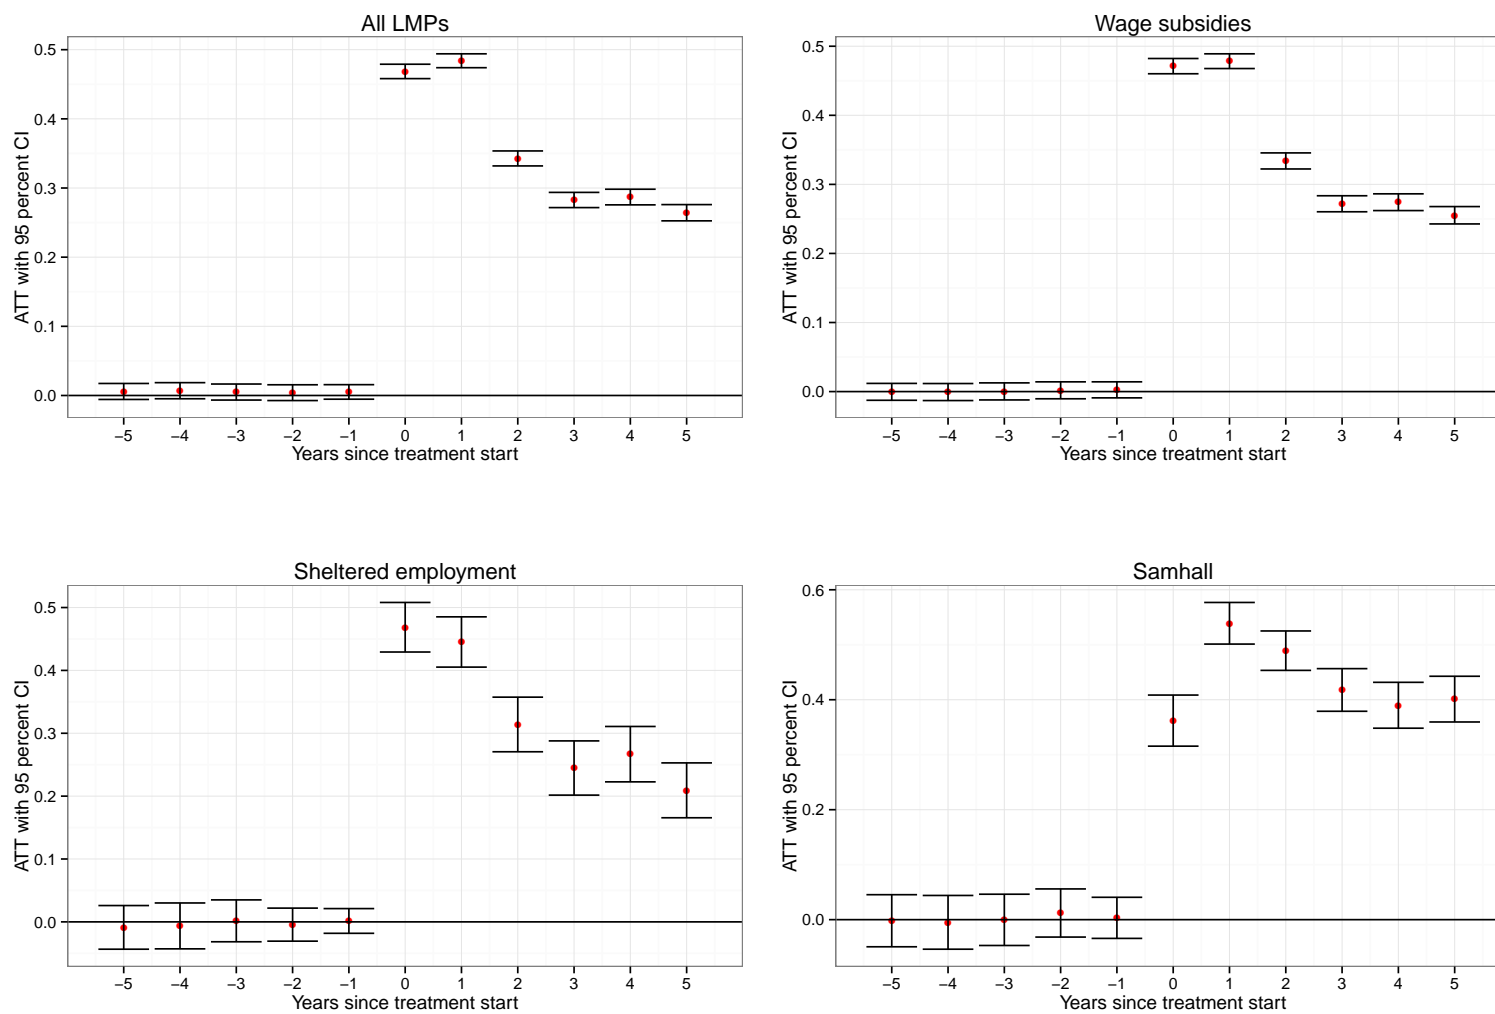 All LMPs
ATT with 95 percent CI
0.5
0.4
0.3
0.2
0.1
0.0
−5 −4 −3 −2 −1 0 1 2 3 4 5
Years since treatment start
Wage subsidies
ATT with 95 percent CI
0.5
0.4
0.3
0.2
0.1
0.0
−5 −4 −3 −2 −1 0 1 2 3 4 5
Years since treatment start
Sheltered employment
ATT with 95 percent CI
0.5
0.4
0.3
0.2
0.1
0.0
−5 −4 −3 −2 −1 0 1 2 3 4 5
Years since treatment start
Samhall
ATT with 95 percent CI
0.6
0.4
0.2
0.0
−5 −4 −3 −2 −1 0 1 2 3 4 5
Years since treatment start